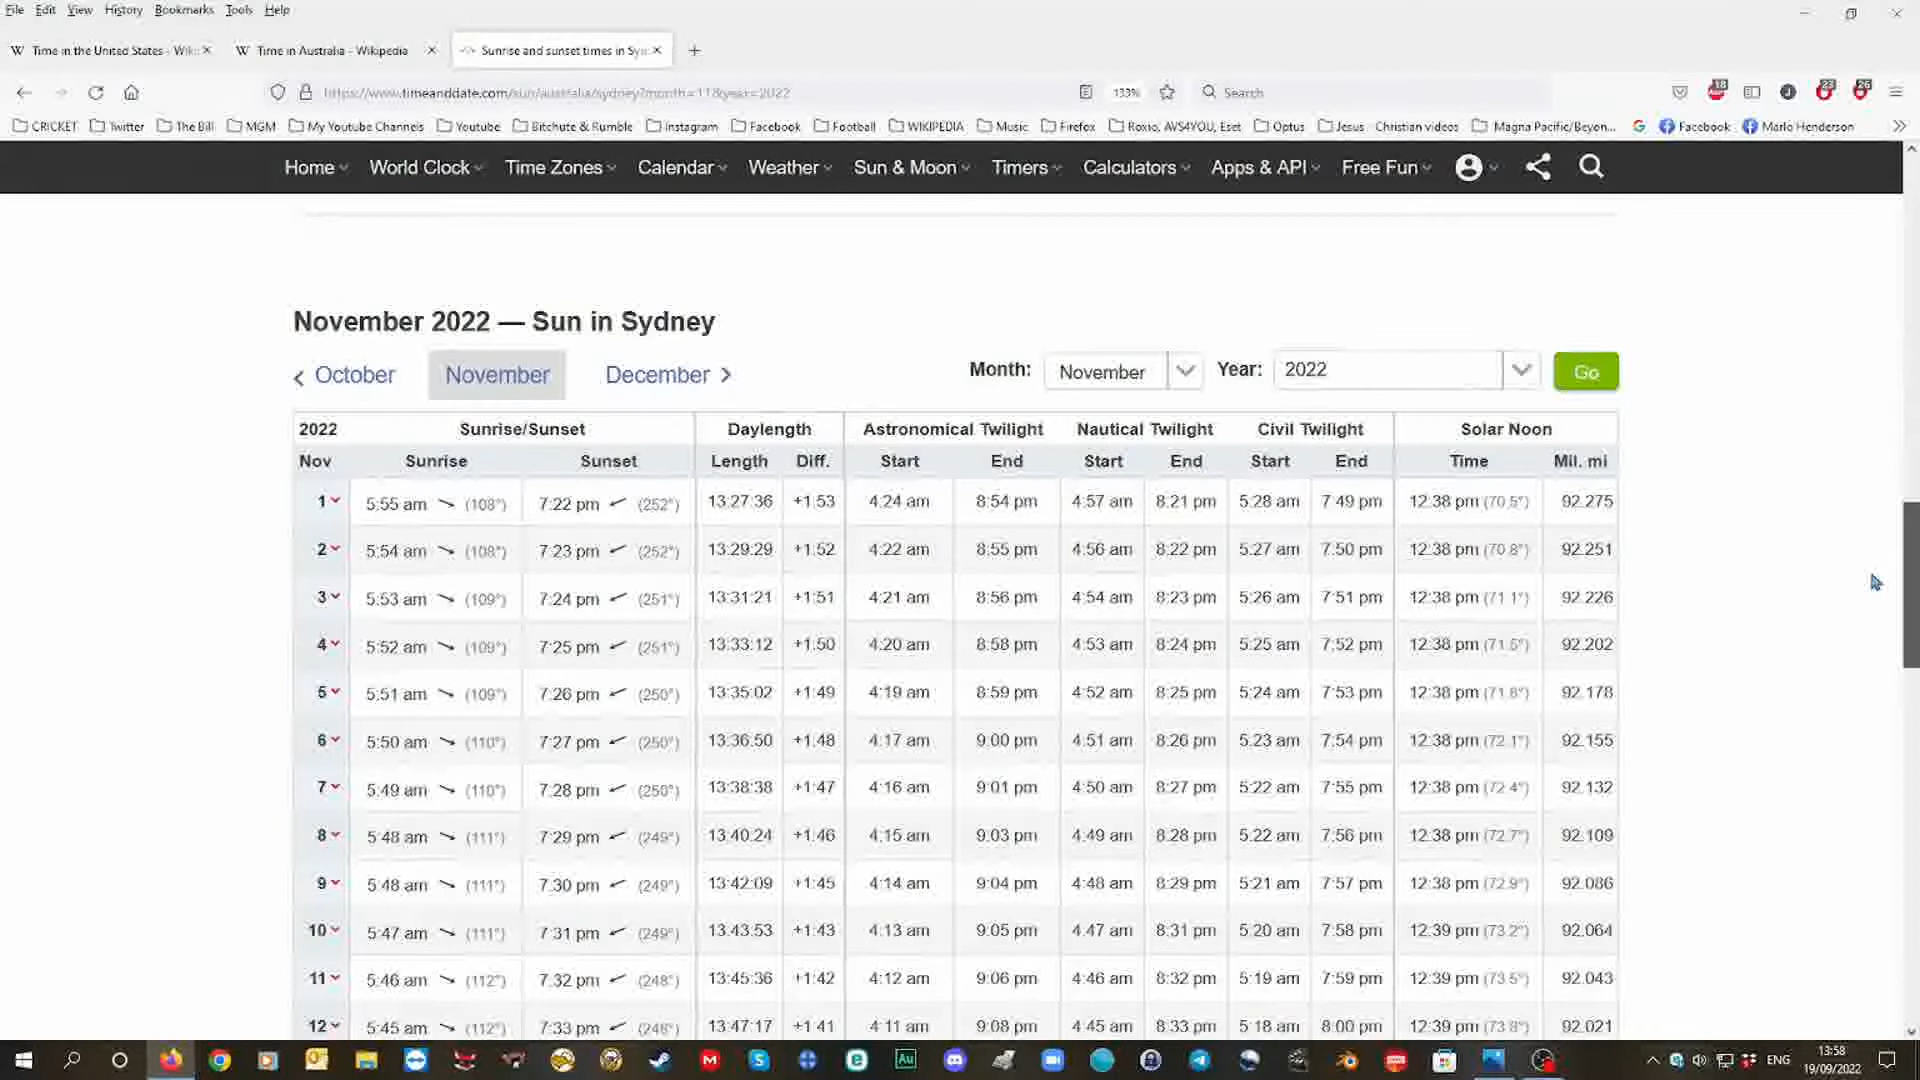 File Edit View History Bookmarks Tools Help
Time in the United States - Wiki
Time in Australia - Wikipedia
Sunrise and sunset times in Syd
https://www.timeanddate.com/sun/australia/sydney?month=11&year=2022
133%
Search
CRICKET Twitter The Bill MGM My Youtube Channels Youtube Bitchute & Rumble Instagram Facebook Football WIKIPEDIA Music Firefox Roxio, AVS4YOU, Eset Optus Jesus - Christian videos Magna Pacific/Beyon... Facebook Marlo Henderson
Home World Clock Time Zones Calendar Weather Sun & Moon Timers Calculators Apps & API Free Fun
November 2022 — Sun in Sydney
October November December
Month: November Year: 2022 Go
2022 Sunrise/Sunset Daylength Astronomical Twilight Nautical Twilight Civil Twilight Solar Noon
Nov Sunrise Sunset Length Diff. Start End Start End Start End Time Mil. mi
1 5:55 am (108°) 7:22 pm (252°) 13:27:36 +1:53 4:24 am 8:54 pm 4:57 am 8:21 pm 5:28 am 7:49 pm 12:38 pm (70.5°) 92.275
2 5:54 am (108°) 7:23 pm (252°) 13:29:29 +1:52 4:22 am 8:55 pm 4:56 am 8:22 pm 5:27 am 7:50 pm 12:38 pm (70.8°) 92.251
3 5:53 am (109°) 7:24 pm (251°) 13:31:21 +1:51 4:21 am 8:56 pm 4:54 am 8:23 pm 5:26 am 7:51 pm 12:38 pm (71.1°) 92.226
4 5:52 am (109°) 7:25 pm (251°) 13:33:12 +1:50 4:20 am 8:58 pm 4:53 am 8:24 pm 5:25 am 7:52 pm 12:38 pm (71.5°) 92.202
5 5:51 am (109°) 7:26 pm (250°) 13:35:02 +1:49 4:19 am 8:59 pm 4:52 am 8:25 pm 5:24 am 7:53 pm 12:38 pm (71.8°) 92.178
6 5:50 am (110°) 7:27 pm (250°) 13:36:50 +1:48 4:17 am 9:00 pm 4:51 am 8:26 pm 5:23 am 7:54 pm 12:38 pm (72.1°) 92.155
7 5:49 am (110°) 7:28 pm (250°) 13:38:38 +1:47 4:16 am 9:01 pm 4:50 am 8:27 pm 5:22 am 7:55 pm 12:38 pm (72.4°) 92.132
8 5:48 am (111°) 7:29 pm (249°) 13:40:24 +1:46 4:15 am 9:03 pm 4:49 am 8:28 pm 5:22 am 7:56 pm 12:38 pm (72.7°) 92.109
9 5:48 am (111°) 7:30 pm (249°) 13:42:09 +1:45 4:14 am 9:04 pm 4:48 am 8:29 pm 5:21 am 7:57 pm 12:38 pm (72.9°) 92.086
10 5:47 am (111°) 7:31 pm (249°) 13:43:53 +1:43 4:13 am 9:05 pm 4:47 am 8:31 pm 5:20 am 7:58 pm 12:39 pm (73.2°) 92.064
11 5:46 am (112°) 7:32 pm (248°) 13:45:36 +1:42 4:12 am 9:06 pm 4:46 am 8:32 pm 5:19 am 7:59 pm 12:39 pm (73.5°) 92.043
12 5:45 am (112°) 7:33 pm (248°) 13:47:17 +1:41 4:11 am 9:08 pm 4:45 am 8:33 pm 5:18 am 8:00 pm 12:39 pm (73.8°) 92.021
ENG 13:58
19/09/2022